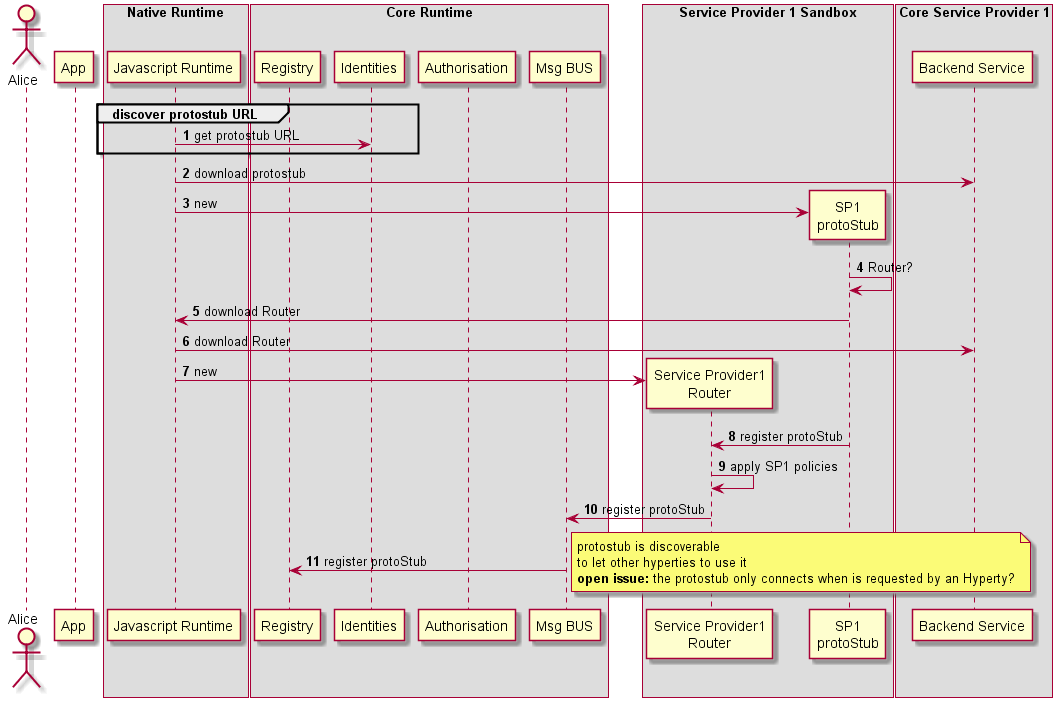 Native Runtime
Core Runtime
Service Provider 1 Sandbox
Core Service Provider 1
Alice
App
Javascript Runtime
Registry
Identities
Authorisation
Msg BUS
Backend Service
discover protostub URL
1 get protostub URL
2 download protostub
3 new
SP1
protoStub
4 Router?
5 download Router
6 download Router
7 new
Service Provider1
Router
8 register protoStub
9 apply SP1 policies
10 register protoStub
protostub is discoverable
to let other hyperties to use it
open issue: the protostub only connects when is requested by an Hyperty?
11 register protoStub
Alice
App
Javascript Runtime
Registry
Identities
Authorisation
Msg BUS
Service Provider1
Router
SP1
protoStub
Backend Service